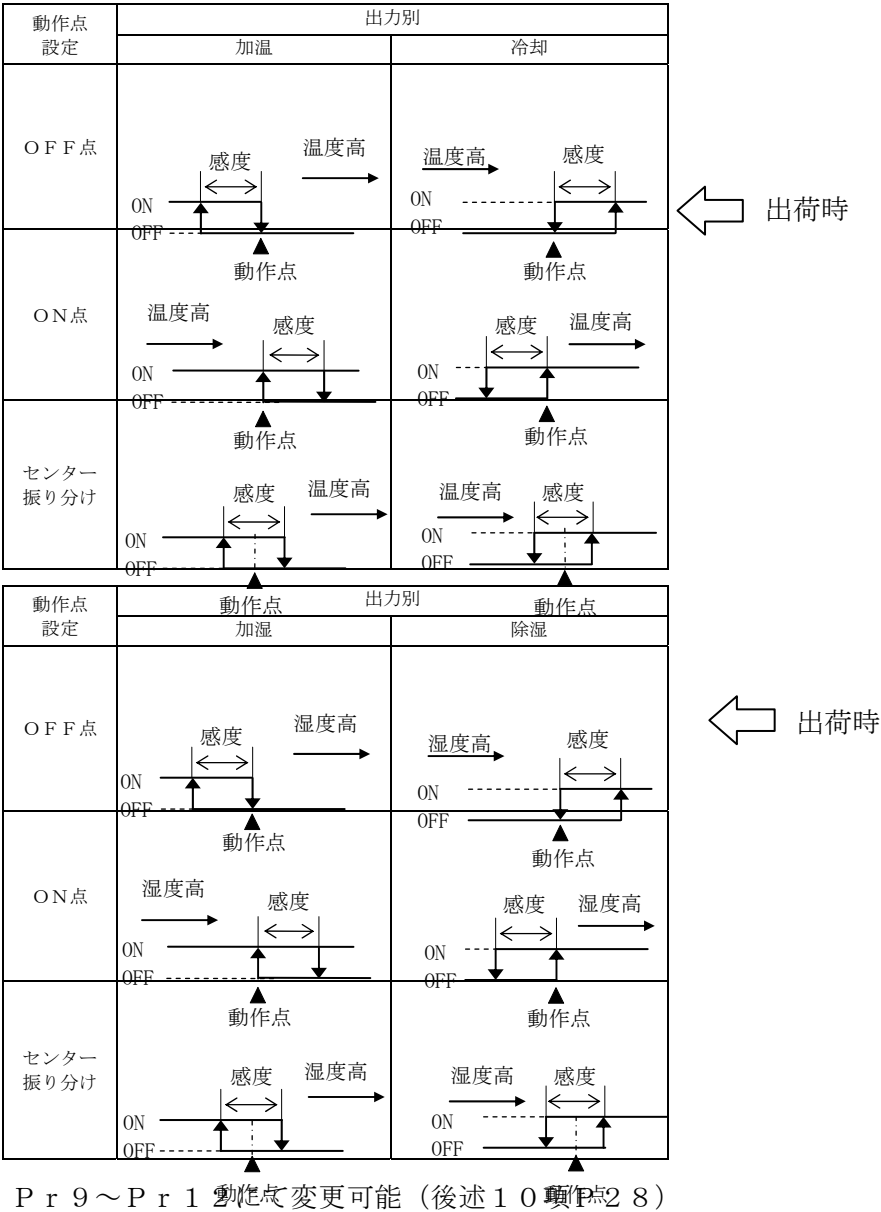 動作点
設定
出力別
加温
冷却
ＯＦＦ点
感度
温度高
ON
OFF
動作点
温度高
感度
ON
OFF
動作点
出荷時
ＯＮ点
温度高
感度
ON
OFF
動作点
感度
温度高
ON
OFF
動作点
センター
振り分け
感度
温度高
ON
OFF
動作点
温度高
感度
ON
OFF
動作点
動作点
設定
出力別
加湿
除湿
ＯＦＦ点
感度
湿度高
ON
OFF
動作点
湿度高
感度
ON
OFF
動作点
出荷時
ＯＮ点
湿度高
感度
ON
OFF
動作点
感度
湿度高
ON
OFF
動作点
センター
振り分け
感度
湿度高
ON
OFF
動作点
湿度高
感度
ON
OFF
動作点
Ｐｒ９～Ｐｒ１２にて変更可能（後述１０項Ｐ２８）